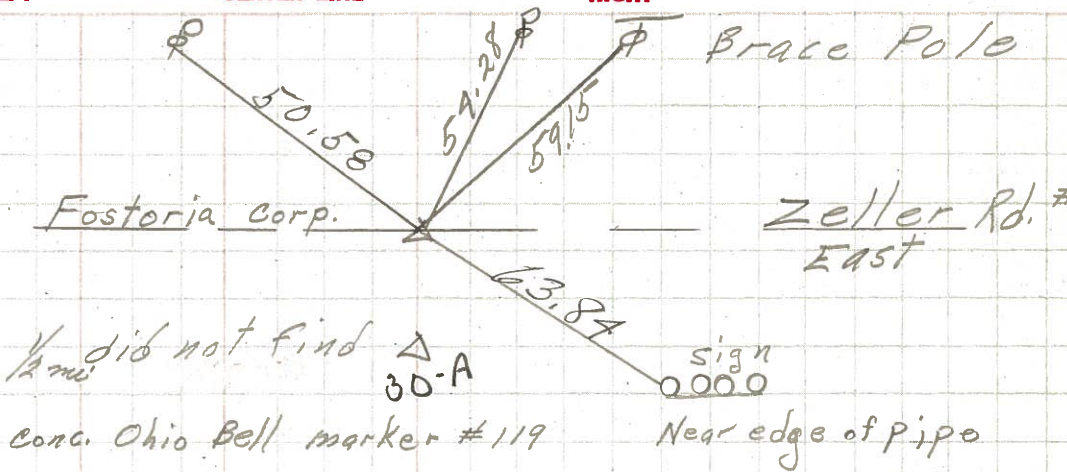 Brace Pole
50.58
54.28
59.15
Fostoria Corp.
Zeller Rd. #
East
63.84
1/2 mi.
did not find
30-A
sign
conc. Ohio Bell marker #119
Near edge of pipe